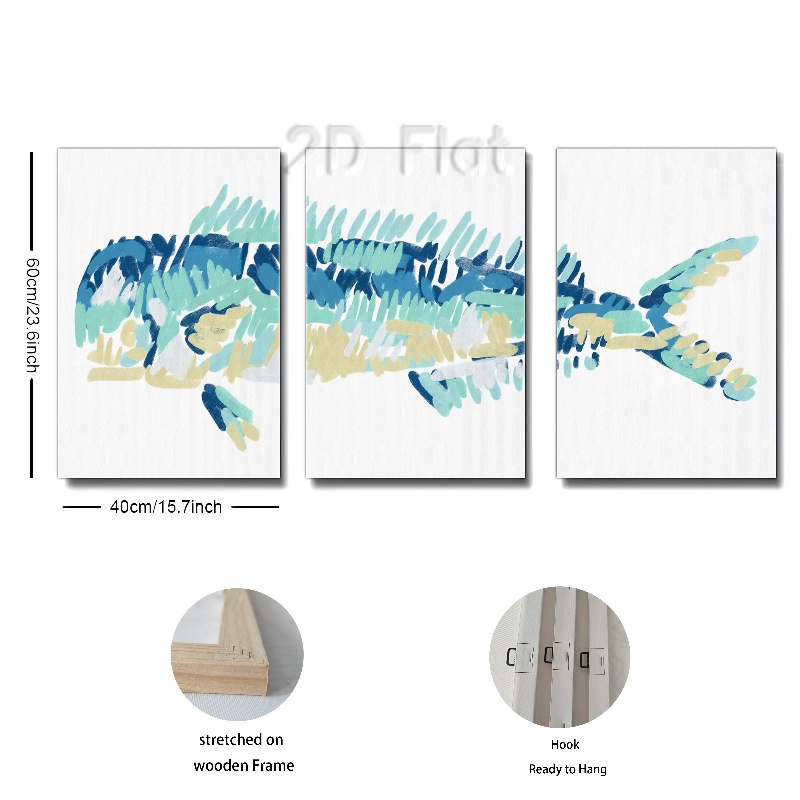 2D Flat
60cm/23.6inch
40cm/15.7inch
stretched on
wooden Frame
Hook
Ready to Hang